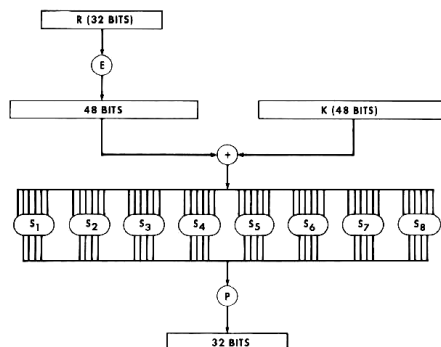 R (32 BITS)
E
48 BITS
K (48 BITS)
+
S1 S2 S3 S4 S5 S6 S7 S8
P
32 BITS